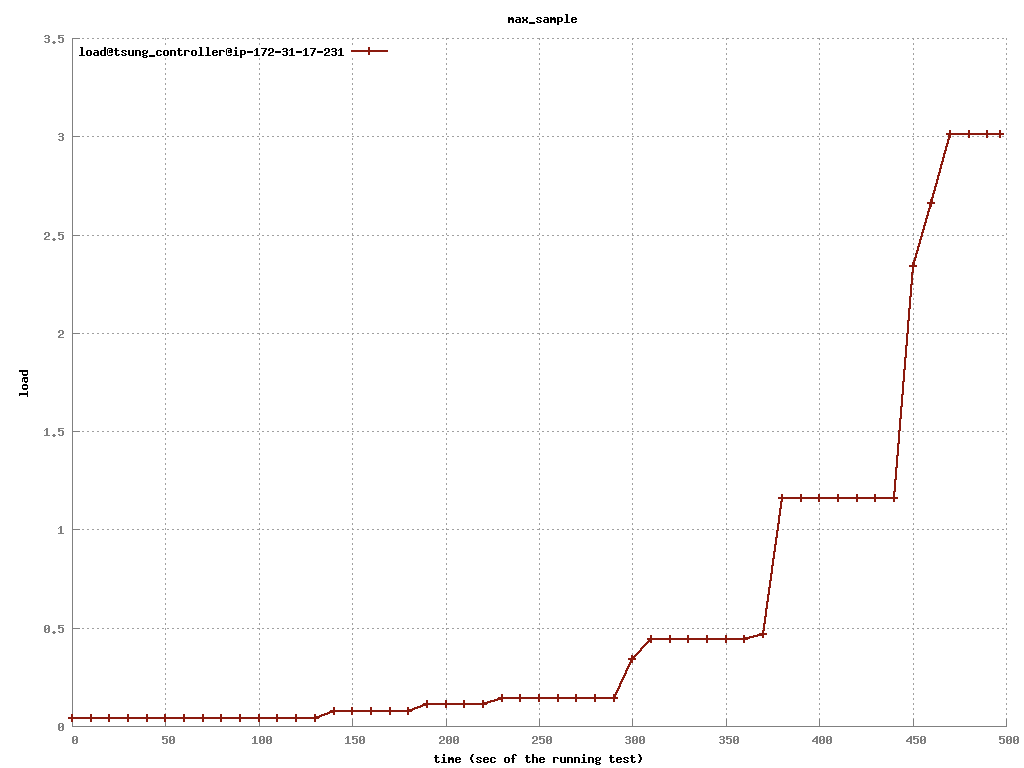 max_sample
3.5
load@tsung_controller@ip-172-31-17-231
3
2.5
2
load
1.5
1
0.5
0
0 50 100 150 200 250 300 350 400 450 500
time (sec of the running test)